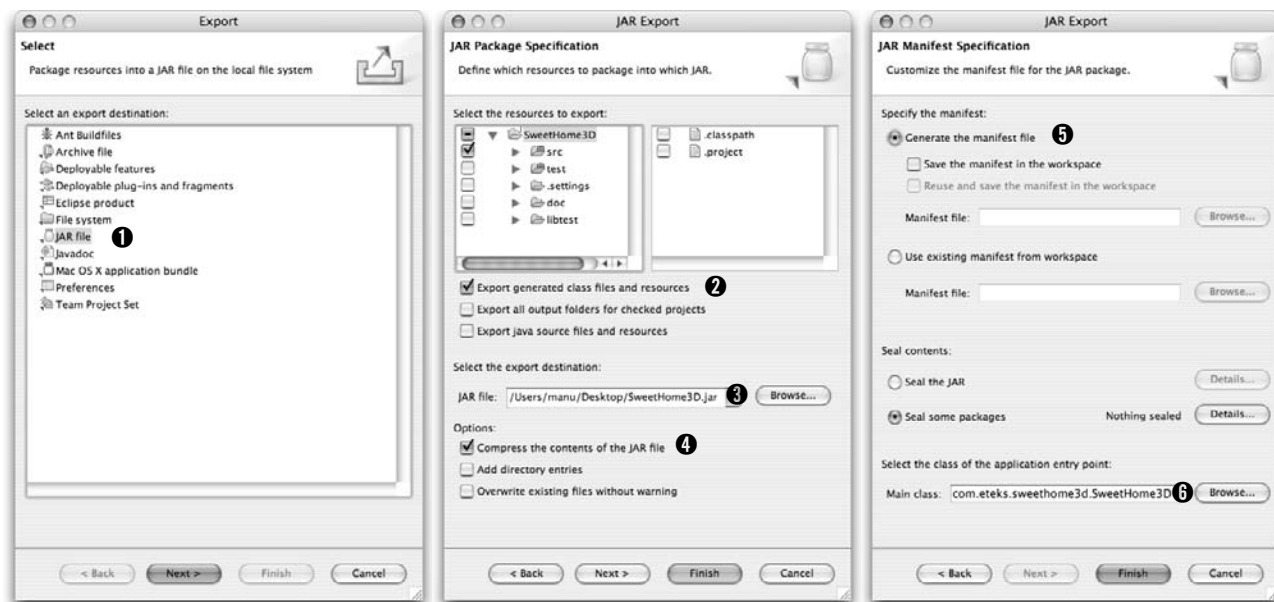 Export
Select
Package resources into a JAR file on the local file system
Select an export destination:
Ant Buildfiles
Archive file
Deployable features
Deployable plug-ins and fragments
Eclipse product
File system
JAR file ❶
Javadoc
Mac OS X application bundle
Preferences
Team Project Set
< Back Next > Finish Cancel
JAR Export
JAR Package Specification
Define which resources to package into which JAR.
Select the resources to export:
SweetHome3D
src
test
.settings
doc
libtest
.classpath
.project
Export generated class files and resources ❷
Export all output folders for checked projects
Export java source files and resources
Select the export destination:
JAR file: /Users/manu/Desktop/SweetHome3D.jar ❸ Browse...
Options:
Compress the contents of the JAR file ❹
Add directory entries
Overwrite existing files without warning
< Back Next > Finish Cancel
JAR Export
JAR Manifest Specification
Customize the manifest file for the JAR package.
Specify the manifest:
Generate the manifest file ❺
Save the manifest in the workspace
Reuse and save the manifest in the workspace
Manifest file: Browse...
Use existing manifest from workspace
Manifest file: Browse...
Seal contents:
Seal the JAR Details...
Seal some packages Nothing sealed Details...
Select the class of the application entry point:
Main class: com.eteks.sweethome3d.SweetHome3D ❻ Browse...
< Back Next > Finish Cancel